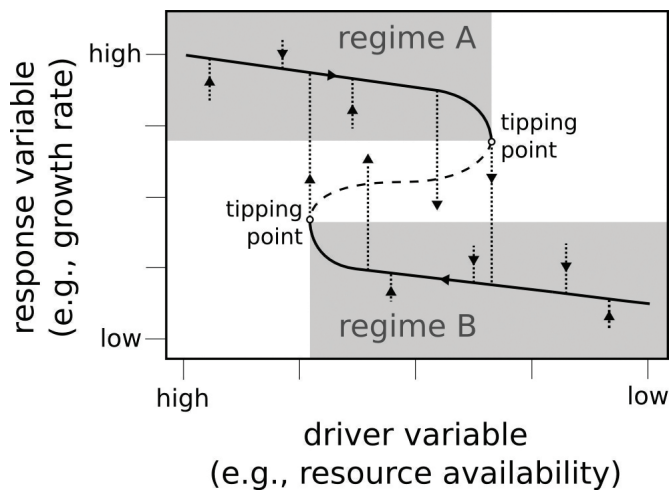 regime A
high
tipping
point
tipping
point
regime B
low
response variable
(e.g., growth rate)
high
low
driver variable
(e.g., resource availability)